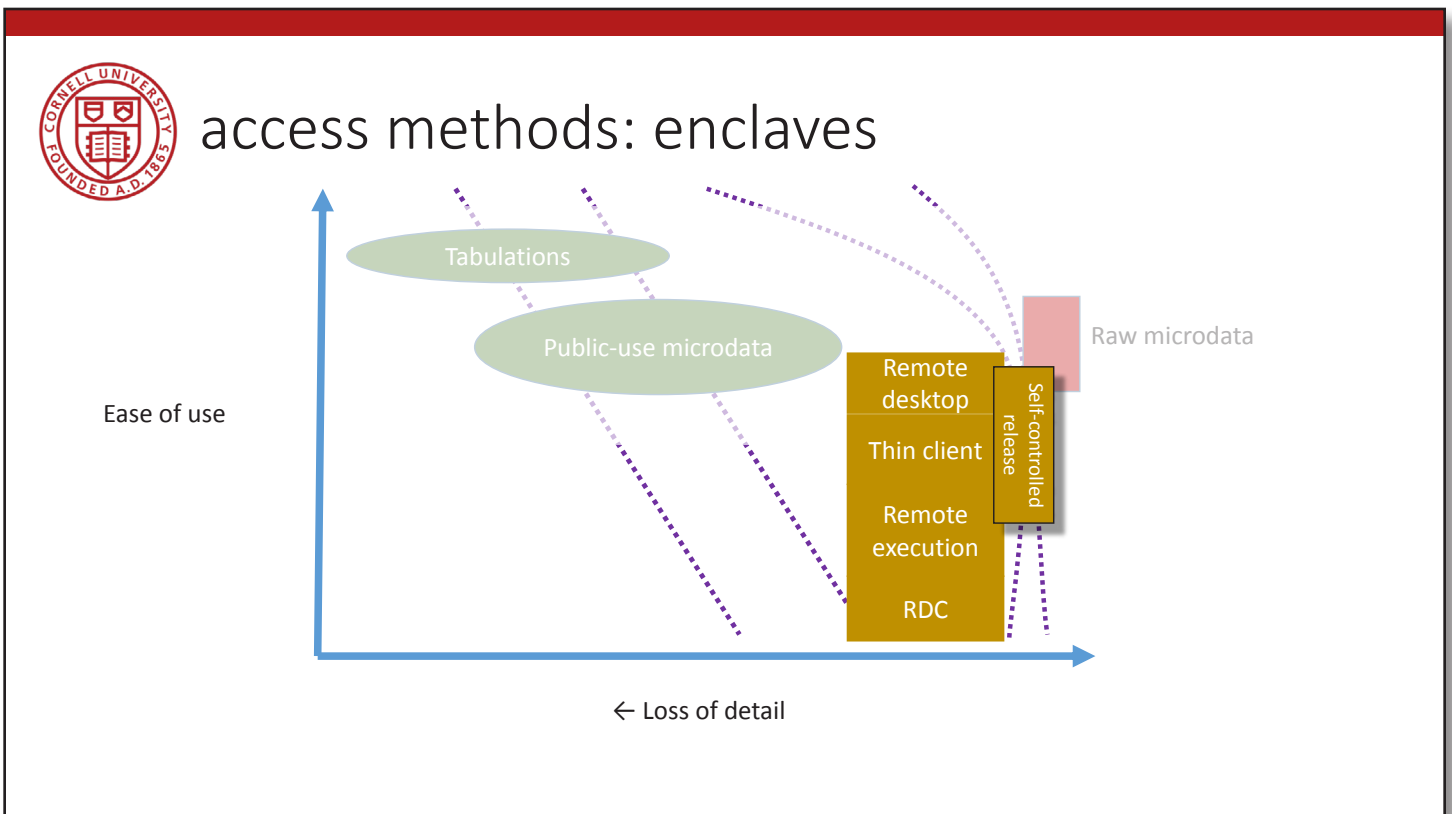 CORNELL UNIVERSITY
FOUNDED A.D. 1865
access methods: enclaves
Tabulations
Public-use microdata
Raw microdata
Remote
desktop
Self-controlled
release
Ease of use
Thin client
Remote
execution
RDC
← Loss of detail